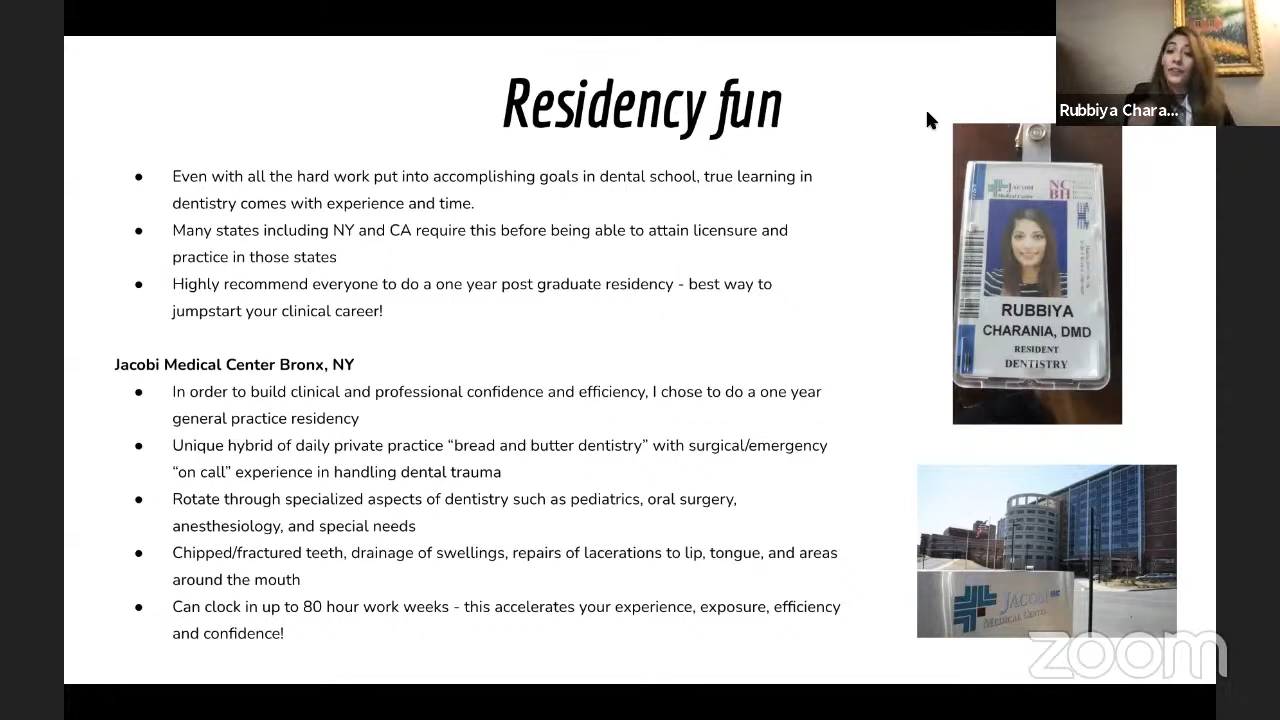 Residency fun
Rubbiya Chara...
● Even with all the hard work put into accomplishing goals in dental school, true learning in
dentistry comes with experience and time.
● Many states including NY and CA require this before being able to attain licensure and
practice in those states
● Highly recommend everyone to do a one year post graduate residency - best way to
jumpstart your clinical career!
Jacobi Medical Center Bronx, NY
● In order to build clinical and professional confidence and efficiency, I chose to do a one year
general practice residency
● Unique hybrid of daily private practice “bread and butter dentistry” with surgical/emergency
“on call” experience in handling dental trauma
● Rotate through specialized aspects of dentistry such as pediatrics, oral surgery,
anesthesiology, and special needs
● Chipped/fractured teeth, drainage of swellings, repairs of lacerations to lip, tongue, and areas
around the mouth
● Can clock in up to 80 hour work weeks - this accelerates your experience, exposure, efficiency
and confidence!
JACOBI
Medical Center
NC
BH
RUBBIYA
CHARANIA, DMD
RESIDENT
DENTISTRY
JACOBI
MEDICAL CENTER
zoom